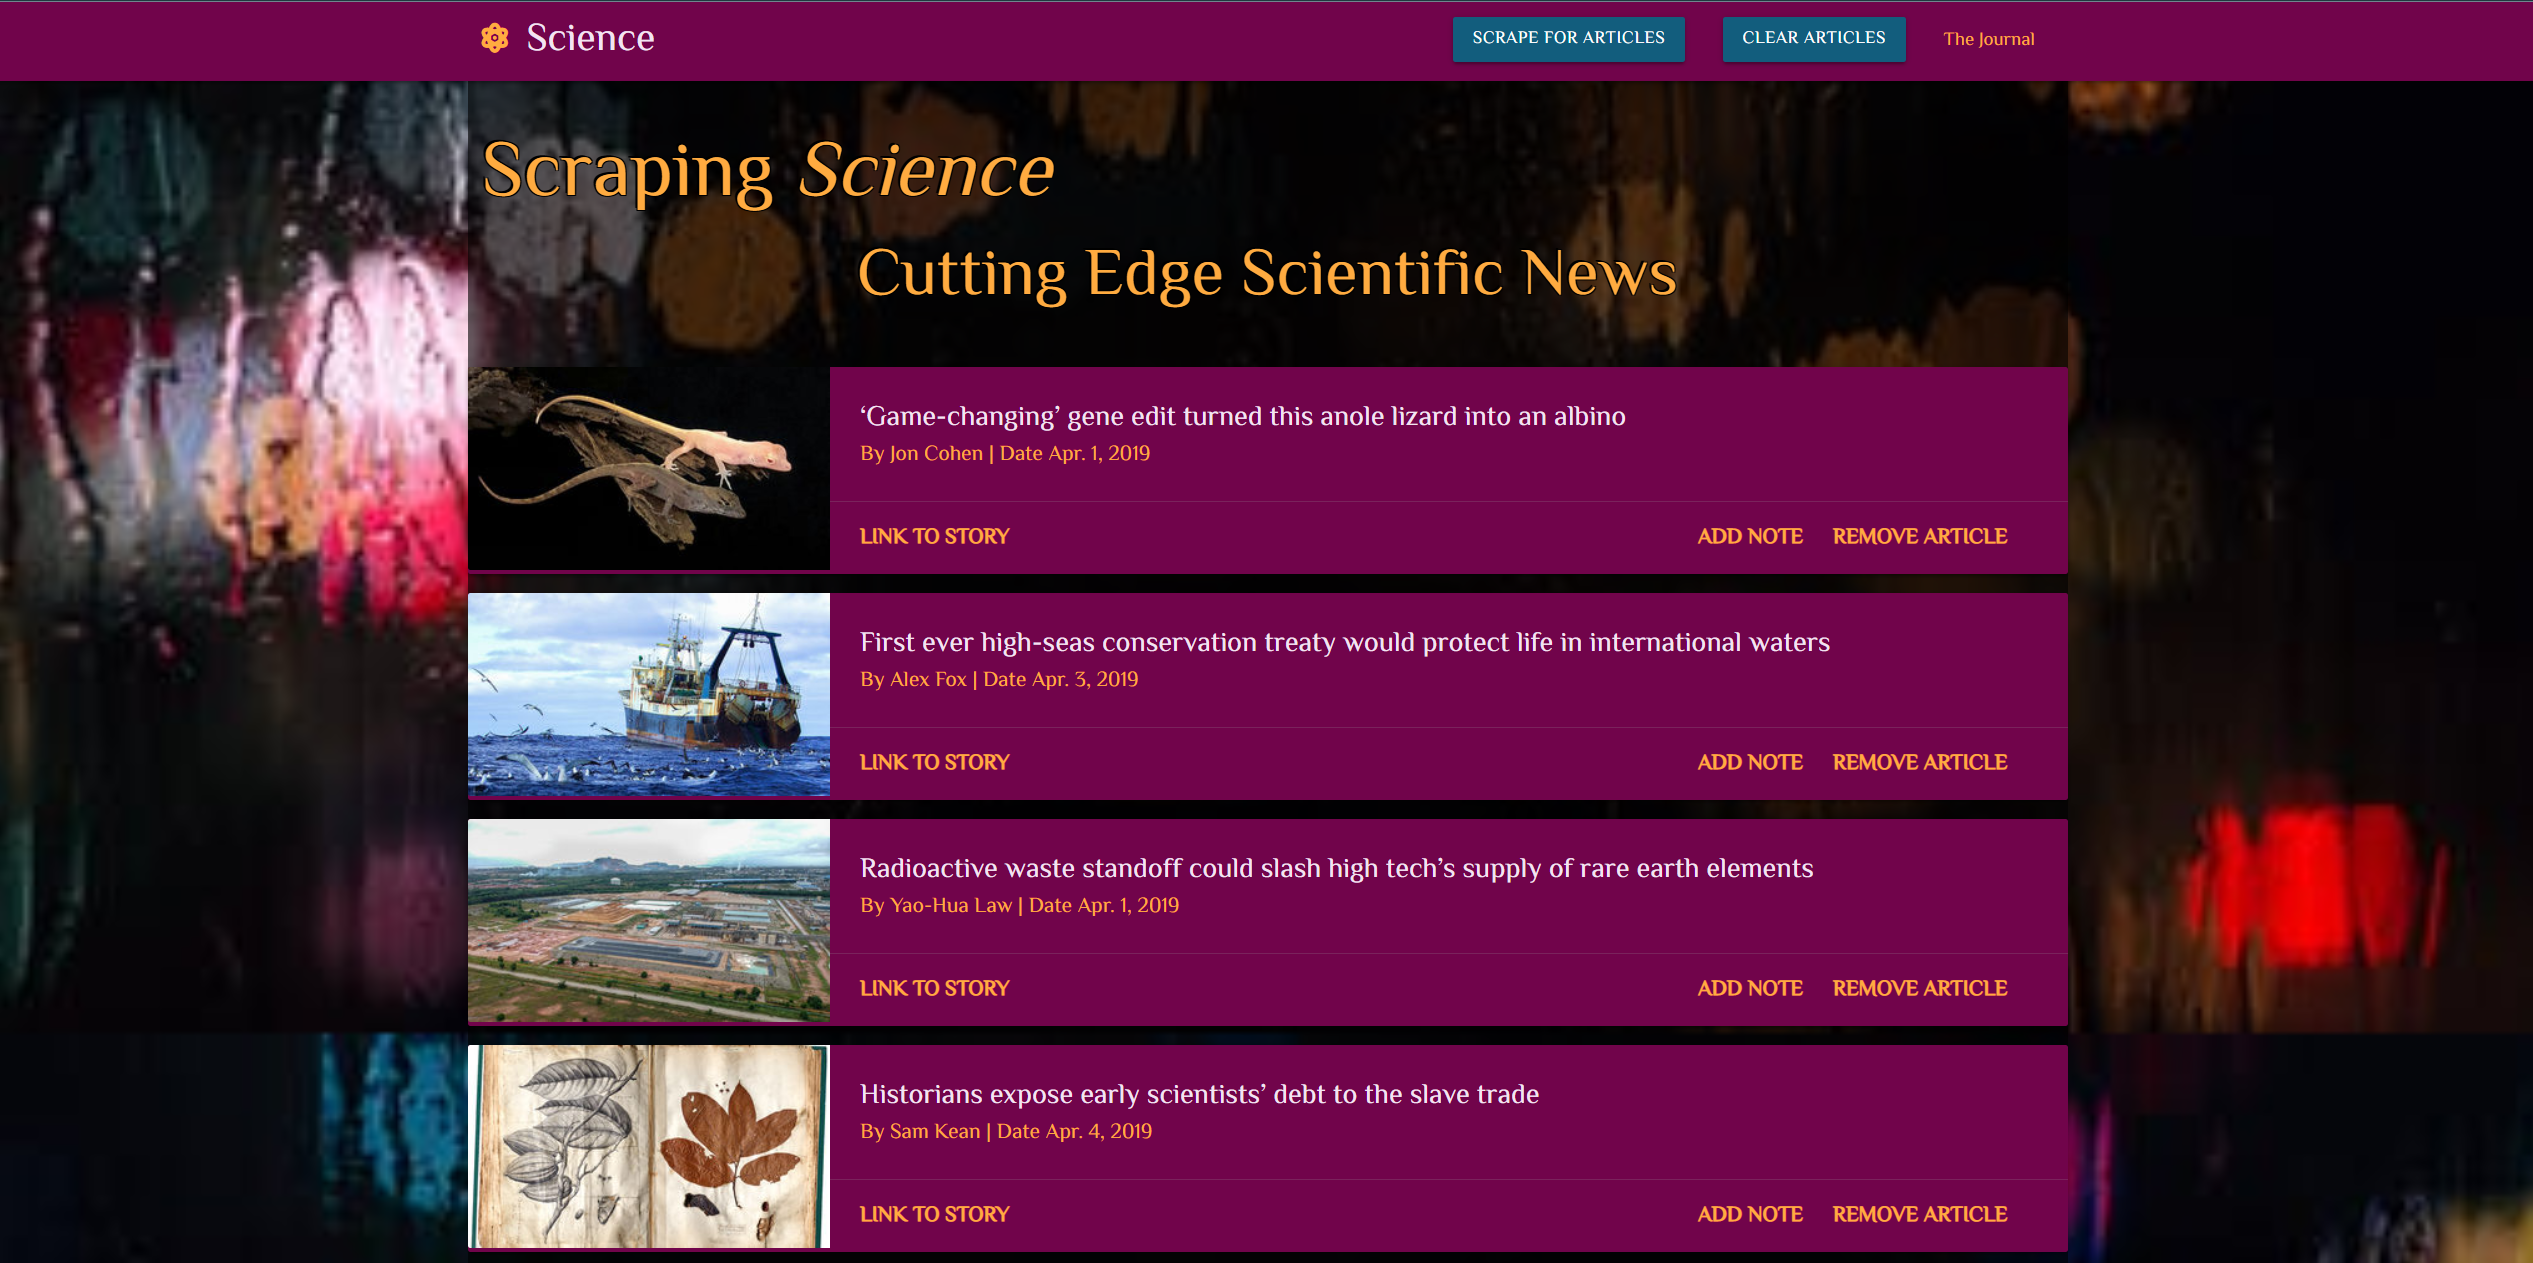 Science
SCRAPE FOR ARTICLES
CLEAR ARTICLES
The Journal
Scraping Science
Cutting Edge Scientific News
‘Game-changing’ gene edit turned this anole lizard into an albino
By Jon Cohen | Date Apr. 1, 2019
LINK TO STORY
ADD NOTE
REMOVE ARTICLE
First ever high-seas conservation treaty would protect life in international waters
By Alex Fox | Date Apr. 3, 2019
LINK TO STORY
ADD NOTE
REMOVE ARTICLE
Radioactive waste standoff could slash high tech’s supply of rare earth elements
By Yao-Hua Law | Date Apr. 1, 2019
LINK TO STORY
ADD NOTE
REMOVE ARTICLE
Historians expose early scientists’ debt to the slave trade
By Sam Kean | Date Apr. 4, 2019
LINK TO STORY
ADD NOTE
REMOVE ARTICLE